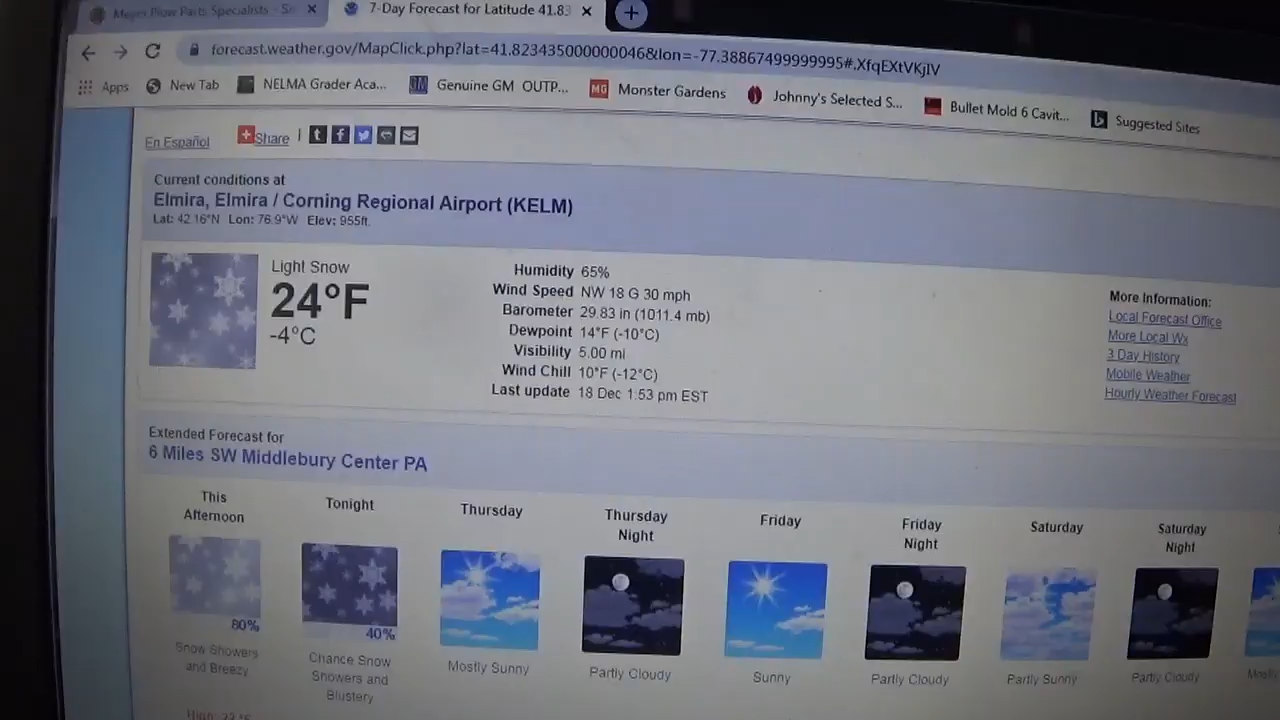 Meyer Plow Parts Specialists - S
7-Day Forecast for Latitude 41.83
forecast.weather.gov/MapClick.php?lat=41.823435000000046&lon=-77.38867499999995#.XfqEXtVKjIV
Apps New Tab NELMA Grader Aca... Genuine GM OUTP... Monster Gardens Johnny's Selected S... Bullet Mold 6 Cavit... Suggested Sites
En Español Share
Current conditions at
Elmira, Elmira / Corning Regional Airport (KELM)
Lat: 42.16°N Lon: 76.9°W Elev: 955ft.
Light Snow
24°F
-4°C
Humidity 65%
Wind Speed NW 18 G 30 mph
Barometer 29.83 in (1011.4 mb)
Dewpoint 14°F (-10°C)
Visibility 5.00 mi
Wind Chill 10°F (-12°C)
Last update 18 Dec 1:53 pm EST
More Information:
Local Forecast Office
More Local Wx
3 Day History
Mobile Weather
Hourly Weather Forecast
Extended Forecast for
6 Miles SW Middlebury Center PA
This
Afternoon
80%
Snow Showers
and Breezy
High: 23 °F
Tonight
40%
Chance Snow
Showers and
Blustery
Thursday
Mostly Sunny
Thursday
Night
Partly Cloudy
Friday
Sunny
Friday
Night
Partly Cloudy
Saturday
Partly Sunny
Saturday
Night
Partly Cloudy